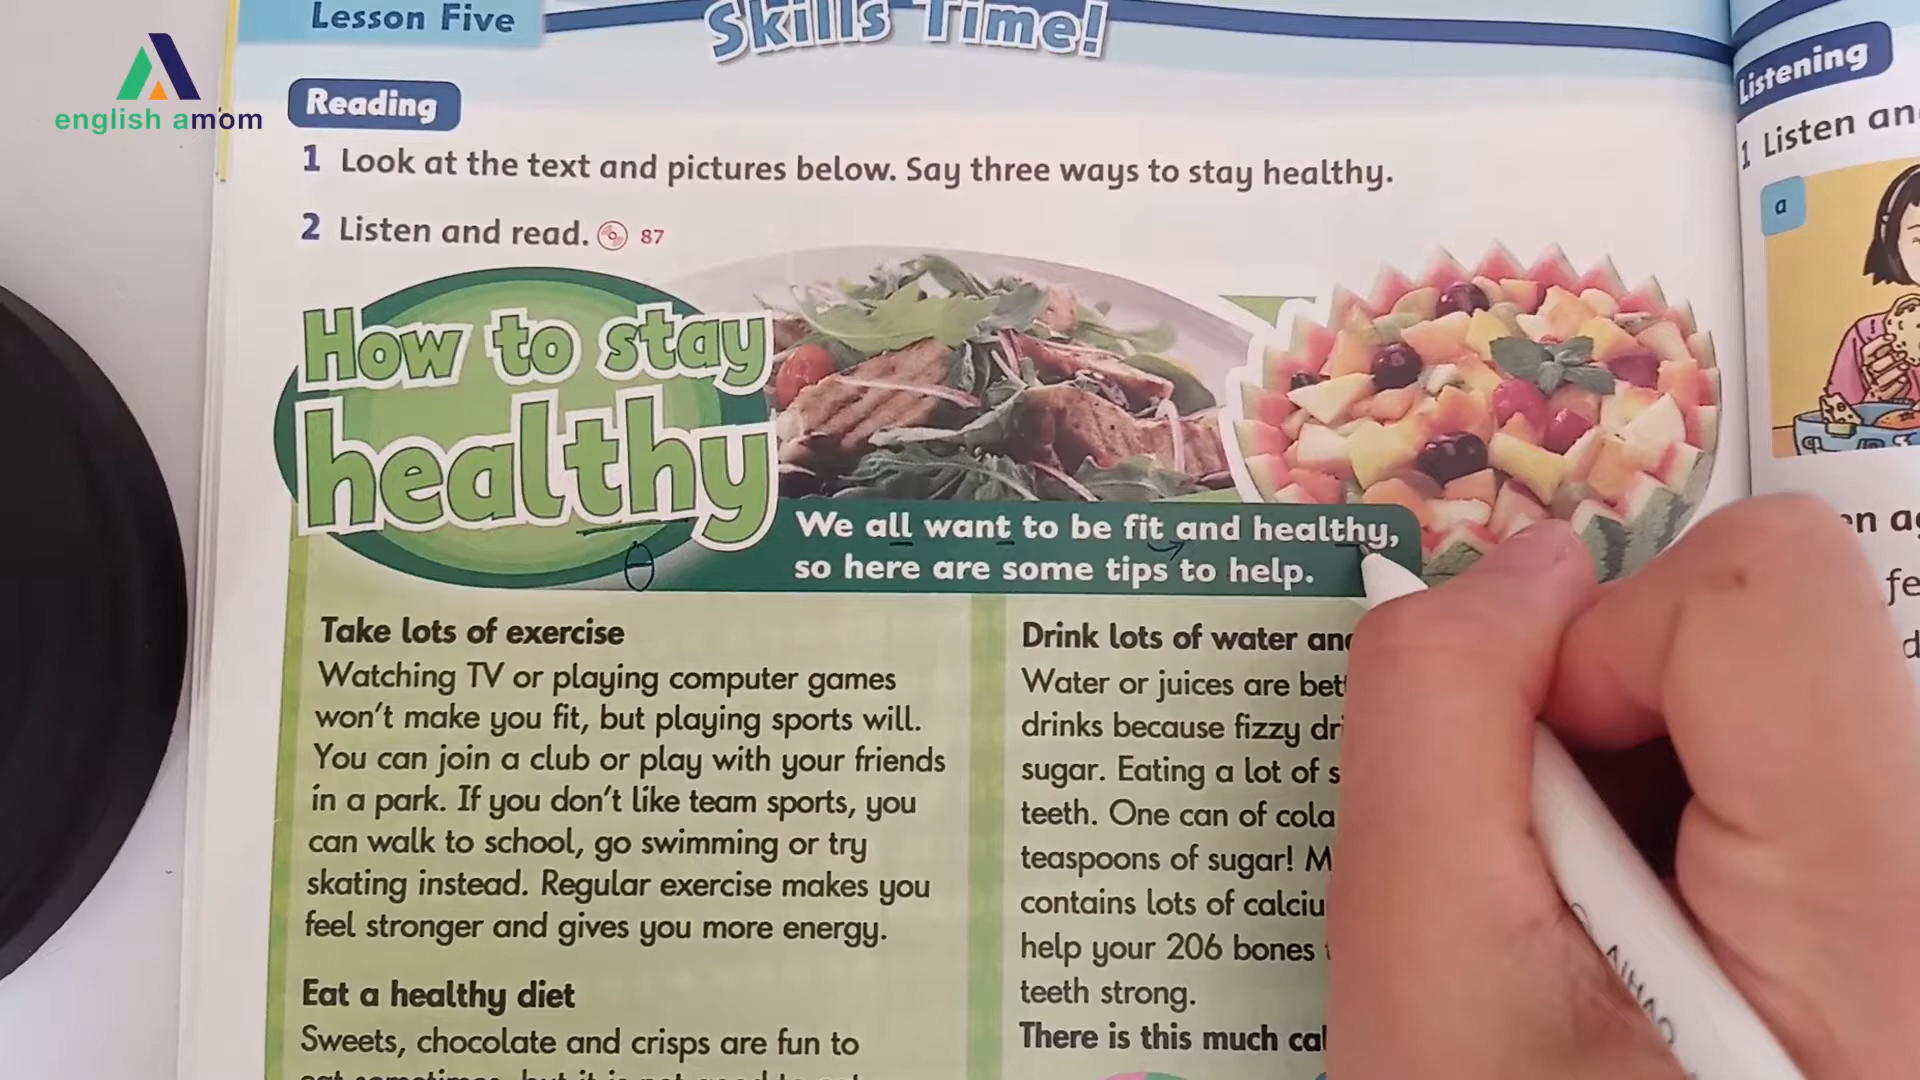 Lesson Five
Skills Time!
english amom
Reading
1 Look at the text and pictures below. Say three ways to stay healthy.
2 Listen and read. 87
How to stay
healthy
We all want to be fit and healthy,
so here are some tips to help.
θ
Take lots of exercise
Watching TV or playing computer games
won't make you fit, but playing sports will.
You can join a club or play with your friends
in a park. If you don't like team sports, you
can walk to school, go swimming or try
skating instead. Regular exercise makes you
feel stronger and gives you more energy.
Eat a healthy diet
Sweets, chocolate and crisps are fun to
Drink lots of water
Water or juices are
drinks because fizzy
sugar. Eating a lot of
teeth. One can of cola
teaspoons of sugar!
contains lots of
help your 206 bones
teeth strong.
There is this much
Listening
1 Listen
a
AIHAO